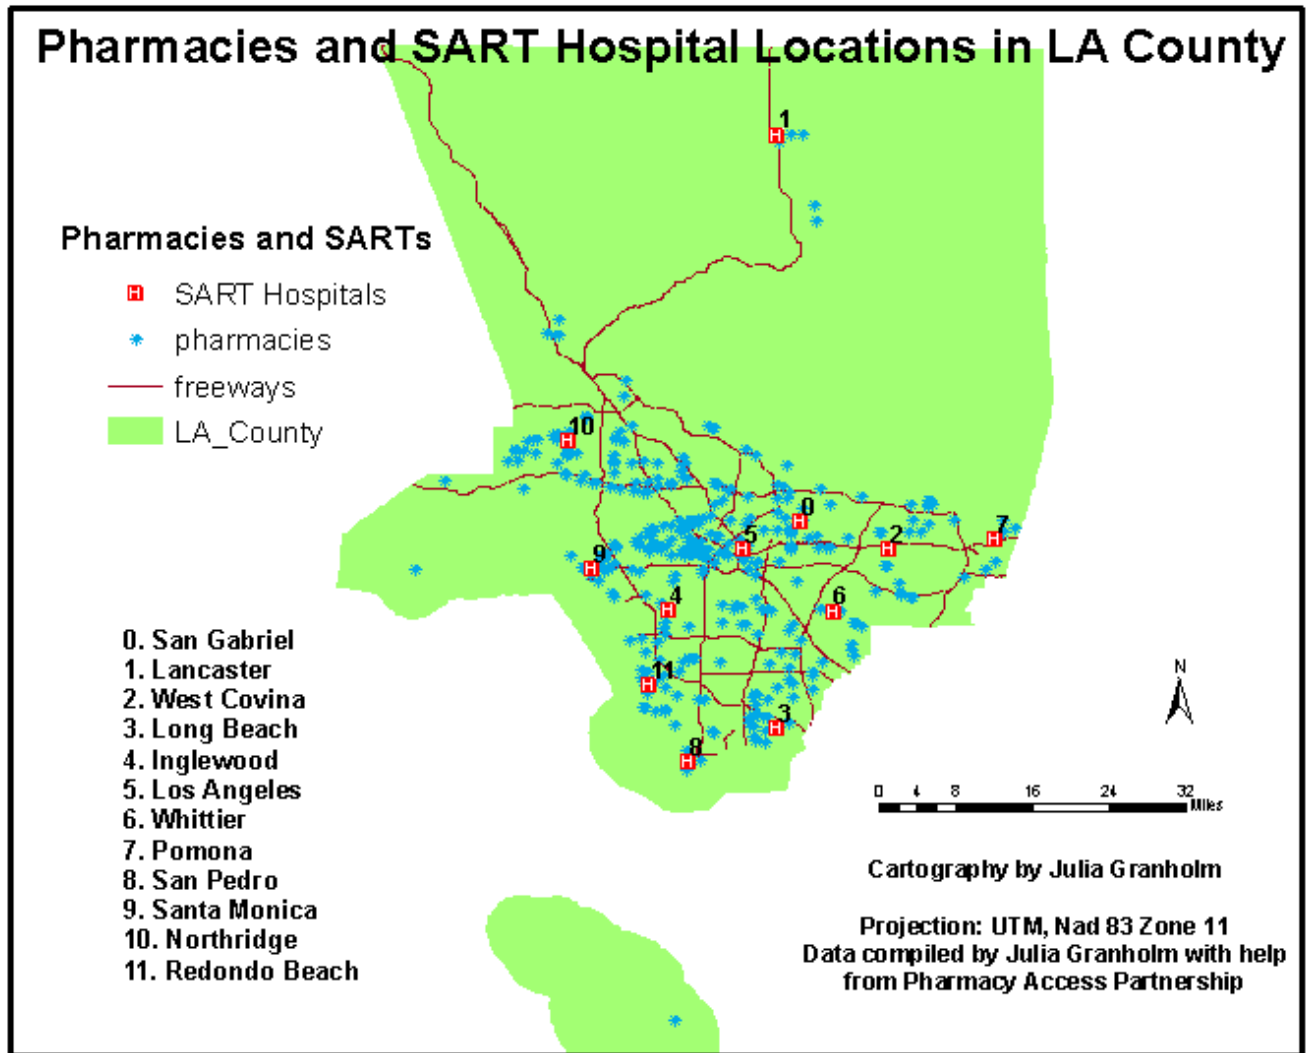 Pharmacies and SART Hospital Locations in LA County
Pharmacies and SARTs
H SART Hospitals
pharmacies
freeways
LA_County
1
H
10
H
0
H
5
H
2
H
7
H
9
H
4
H
6
H
11
H
3
H
8
H
0. San Gabriel
1. Lancaster
2. West Covina
3. Long Beach
4. Inglewood
5. Los Angeles
6. Whittier
7. Pomona
8. San Pedro
9. Santa Monica
10. Northridge
11. Redondo Beach
N
0 4 8 16 24 32
Miles
Cartography by Julia Granholm
Projection: UTM, Nad 83 Zone 11
Data compiled by Julia Granholm with help
from Pharmacy Access Partnership